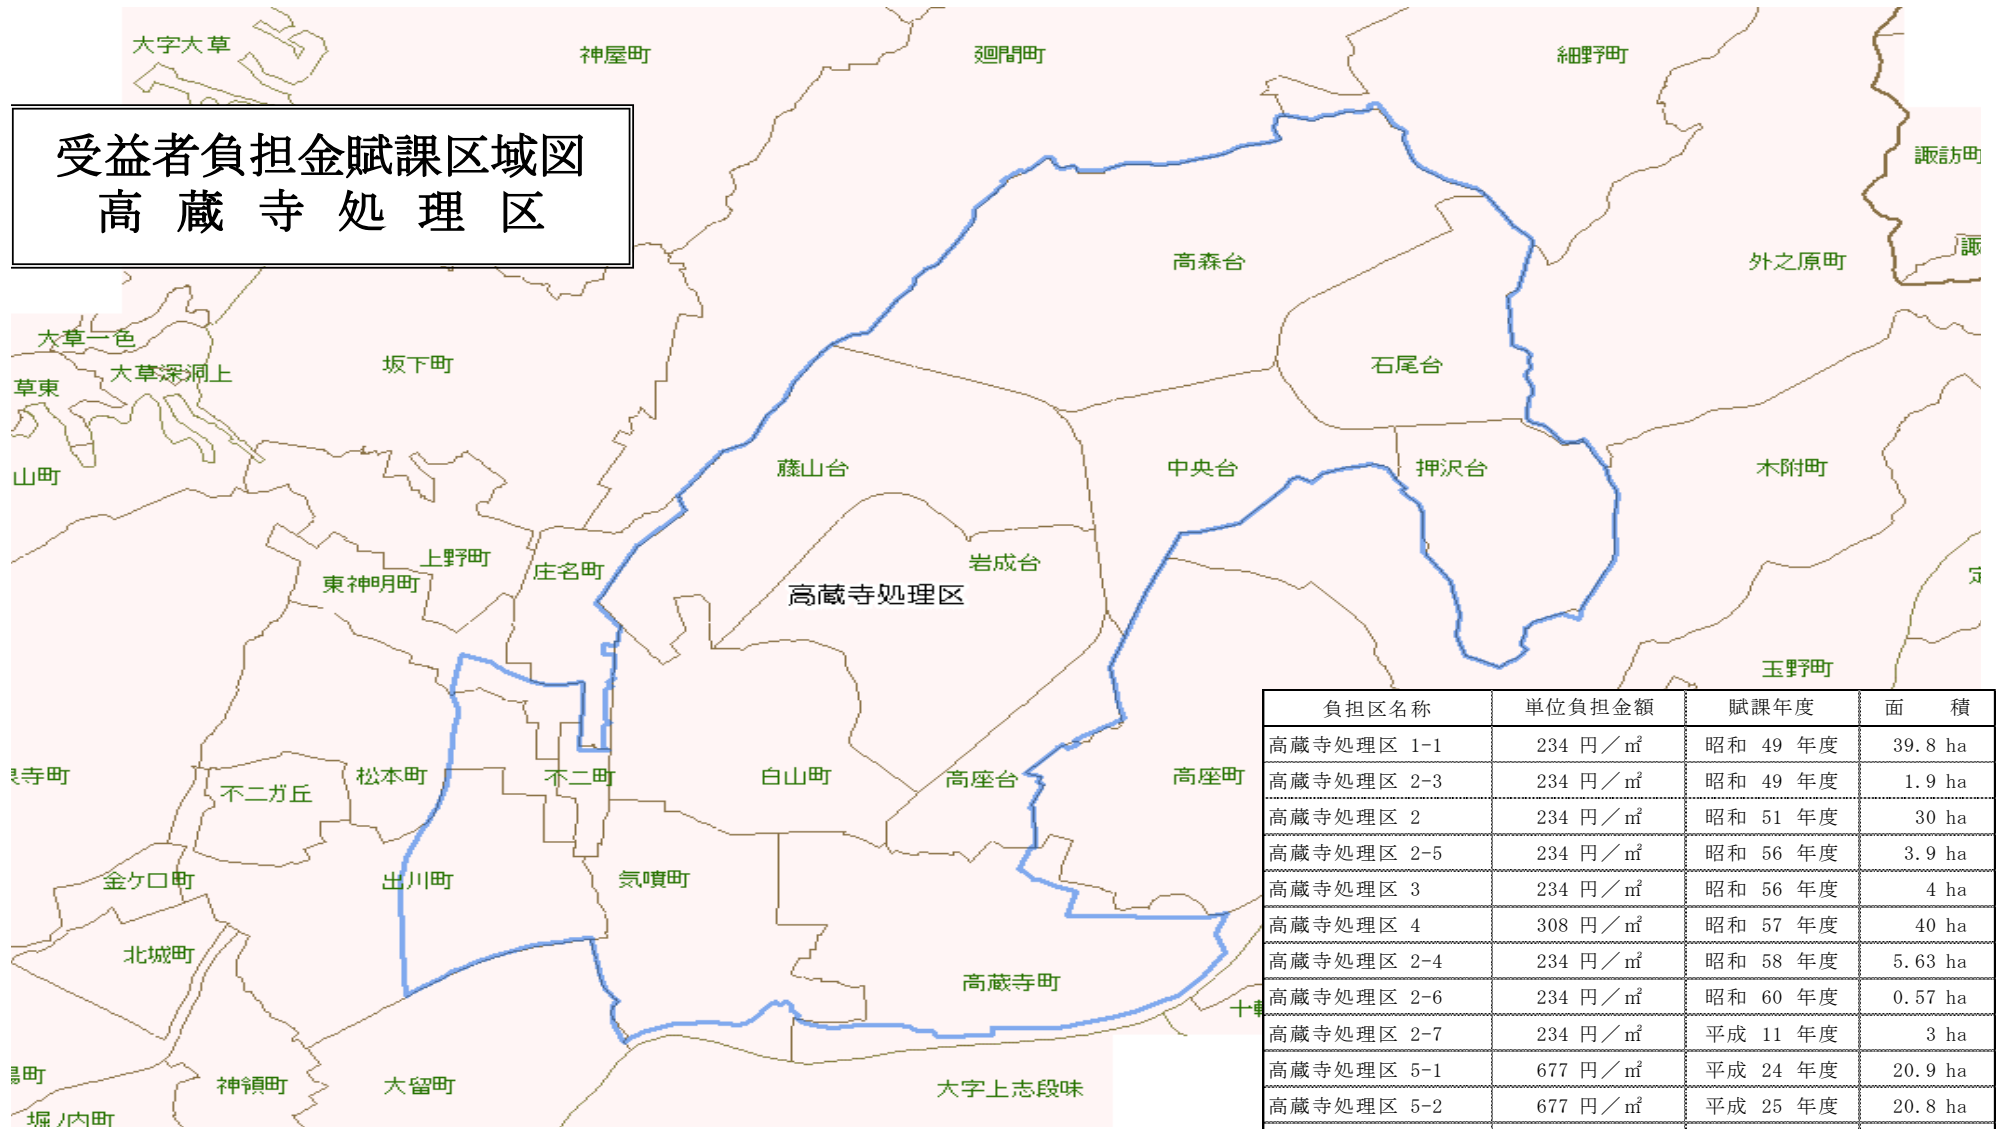 大字大草
神屋町
廻間町
細野町
受益者負担金賦課区域図
高蔵寺処理区
諏訪町
高森台
外之原町
諏
大草一色
大草深洞上
坂下町
石尾台
草東
山町
藤山台
中央台
押沢台
木附町
上野町
庄名町
東神明町
岩成台
高蔵寺処理区
玉野町
寺町
不二ガ丘
松本町
不二町
白山町
高座台
高座町
金ケ口町
出川町
気噴町
北城町
高蔵寺町
神領町
大留町
大字上志段味
堀ノ内町
負担区名称 単位負担金額 賦課年度 面 積
高蔵寺処理区 1-1 234 円／㎡ 昭和 49 年度 39.8 ha
高蔵寺処理区 2-3 234 円／㎡ 昭和 49 年度 1.9 ha
高蔵寺処理区 2 234 円／㎡ 昭和 51 年度 30 ha
高蔵寺処理区 2-5 234 円／㎡ 昭和 56 年度 3.9 ha
高蔵寺処理区 3 234 円／㎡ 昭和 56 年度 4 ha
高蔵寺処理区 4 308 円／㎡ 昭和 57 年度 40 ha
高蔵寺処理区 2-4 234 円／㎡ 昭和 58 年度 5.63 ha
高蔵寺処理区 2-6 234 円／㎡ 昭和 60 年度 0.57 ha
高蔵寺処理区 2-7 234 円／㎡ 平成 11 年度 3 ha
高蔵寺処理区 5-1 677 円／㎡ 平成 24 年度 20.9 ha
高蔵寺処理区 5-2 677 円／㎡ 平成 25 年度 20.8 ha